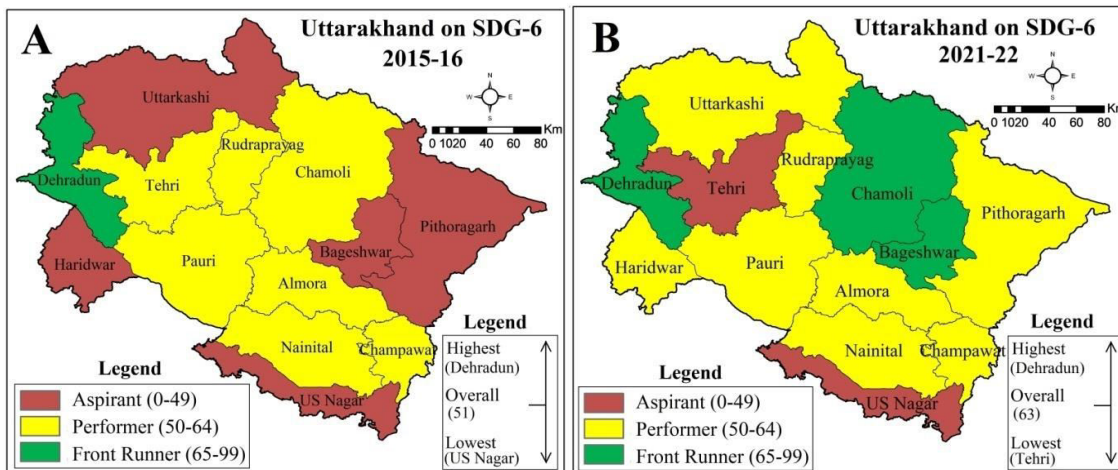 A
Uttarakhand on SDG-6
2015-16
N
W E
S
Km
0 1020 40 60 80
Uttarkashi
Rudraprayag
Chamoli
Dehradun
Tehri
Pithoragarh
Haridwar
Pauri
Bageshwar
Almora
Nainital
Champawat
US Nagar
Legend
Aspirant (0-49)
Performer (50-64)
Front Runner (65-99)
Legend
Highest
(Dehradun)
Overall
(51)
Lowest
(US Nagar)
B
Uttarakhand on SDG-6
2021-22
N
W E
S
Km
0 1020 40 60 80
Uttarkashi
Rudraprayag
Dehradun
Tehri
Chamoli
Pithoragarh
Haridwar
Pauri
Bageshwar
Almora
Nainital
Champawat
US Nagar
Legend
Aspirant (0-49)
Performer (50-64)
Front Runner (65-99)
Legend
Highest
(Dehradun)
Overall
(63)
Lowest
(Tehri)